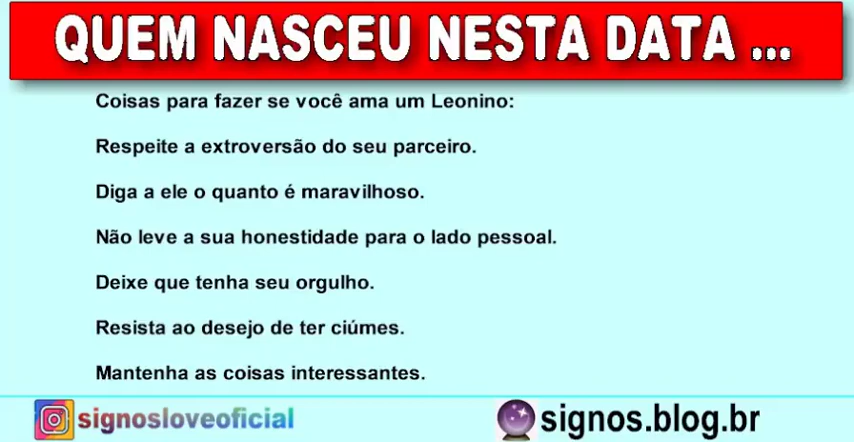 QUEM NASCEU NESTA DATA ...
Coisas para fazer se você ama um Leonino:
Respeite a extroversão do seu parceiro.
Diga a ele o quanto é maravilhoso.
Não leve a sua honestidade para o lado pessoal.
Deixe que tenha seu orgulho.
Resista ao desejo de ter ciúmes.
Mantenha as coisas interessantes.
signosloveoficial
signos.blog.br